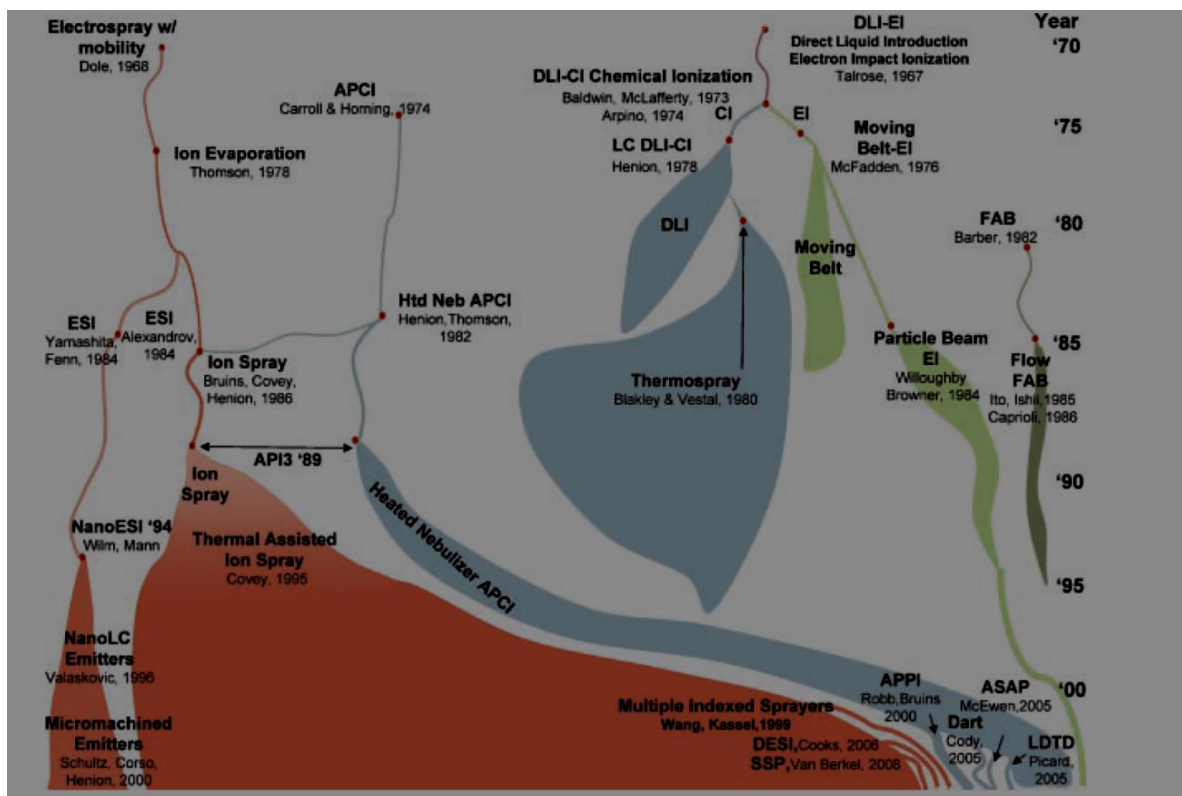 Electrospray w/
mobility
Dole, 1968
APCI
Carroll & Horning, 1974
Ion Evaporation
Thomson, 1978
DLI-EI
Direct Liquid Introduction
Electron Impact Ionization
Talrose, 1967
DLI-CI Chemical Ionization
Baldwin, McLafferty, 1973
Arpino, 1974
CI
EI
LC DLI-CI
Henion, 1978
Moving
Belt-EI
McFadden, 1976
Year
'70
'75
'80
'85
'90
'95
'00
DLI
Moving
Belt
FAB
Barber, 1982
ESI
Yamashita,
Fenn, 1984
ESI
Alexandrov,
1984
Htd Neb APCI
Henion,Thomson,
1982
Ion Spray
Bruins, Covey,
Henion, 1986
Thermospray
Blakley & Vestal, 1980
Particle Beam
EI
Willoughby
Browner, 1984
Flow
FAB
Ito, Ishii,1985
Caprioli, 1986
API3 '89
Ion
Spray
NanoESI '94
Wilm, Mann
Thermal Assisted
Ion Spray
Covey, 1995
Heated Nebulizer APCI
NanoLC
Emitters
Valaskovic, 1996
Micromachined
Emitters
Schultz, Corso,
Henion, 2000
Multiple Indexed Sprayers
Wang, Kassel,1999
DESI,Cooks, 2006
SSP,Van Berkel, 2008
APPI
Robb,Bruins
2000
Dart
Cody,
2005
ASAP
McEwen,2005
LDTD
Picard,
2005